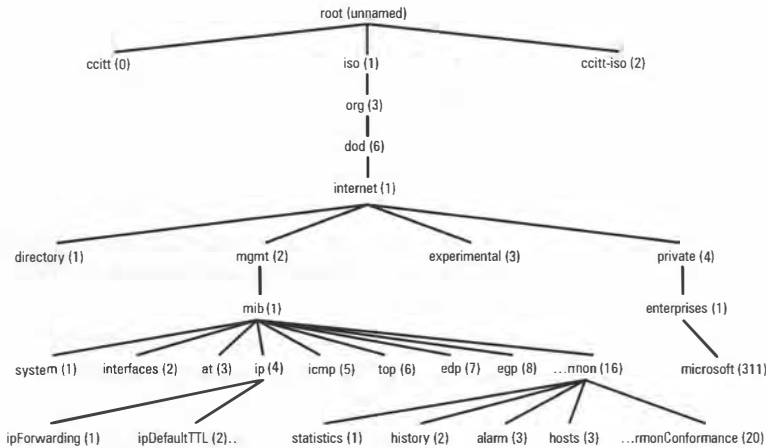 root (unnamed)
ccitt (0) iso (1) ccitt-iso (2)
org (3)
dod (6)
internet (1)
directory (1) mgmt (2) experimental (3) private (4)
mib (1) enterprises (1)
system (1) interfaces (2) at (3) ip (4) icmp (5) top (6) edp (7) egp (8) ...rmon (16) microsoft (311)
ipForwarding (1) ipDefaultTTL (2).. statistics (1) history (2) alarm (3) hosts (3) ...rmonConformance (20)